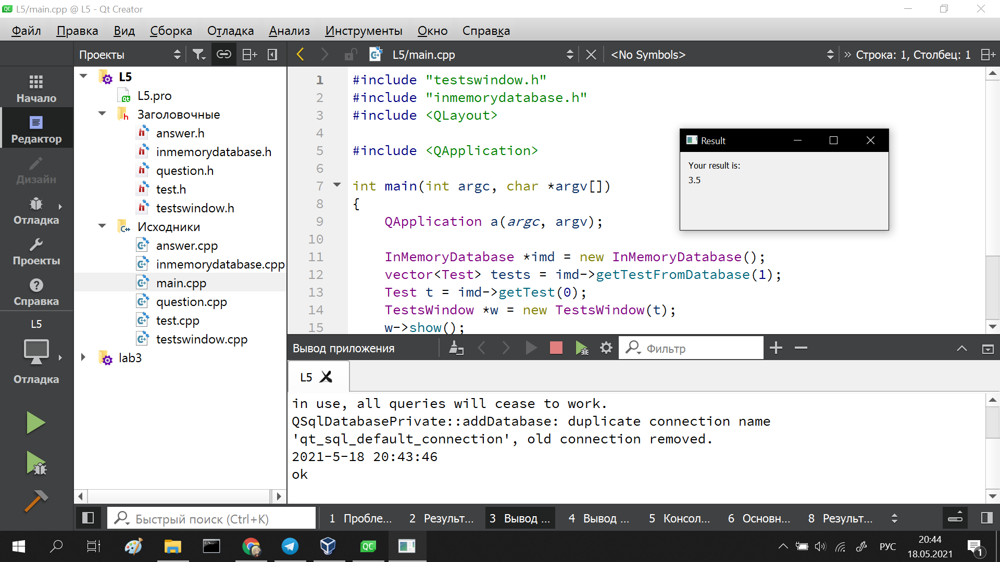 L5/main.cpp @ L5 - Qt Creator
Файл Правка Вид Сборка Отладка Анализ Инструменты Окно Справка
Проекты
L5/main.cpp
<No Symbols>
» Строка: 1, Столбец: 1
Начало
Редактор
Дизайн
Отладка
Проекты
Справка
L5
Отладка
L5
L5.pro
Заголовочные
answer.h
inmemorydatabase.h
question.h
test.h
testswindow.h
Исходники
answer.cpp
inmemorydatabase.cpp
main.cpp
question.cpp
test.cpp
testswindow.cpp
lab3
1 #include "testswindow.h"
2 #include "inmemorydatabase.h"
3 #include <QLayout>
4
5 #include <QApplication>
6
7 int main(int argc, char *argv[])
8 {
9 QApplication a(argc, argv);
10
11 InMemoryDatabase *imd = new InMemoryDatabase();
12 vector<Test> tests = imd->getTestFromDatabase(1);
13 Test t = imd->getTest(0);
14 TestsWindow *w = new TestsWindow(t);
15 w->show();
Result
Your result is:
3.5
Вывод приложения
Фильтр
L5
in use, all queries will cease to work.
QSqlDatabasePrivate::addDatabase: duplicate connection name
'qt_sql_default_connection', old connection removed.
2021-5-18 20:43:46
ok
Быстрый поиск (Ctrl+K)
1 Пробле... 2 Результ... 3 Вывод ... 4 Вывод ... 5 Консол... 6 Основн... 8 Результ...
QC
РУС
20:44
18.05.2021
1